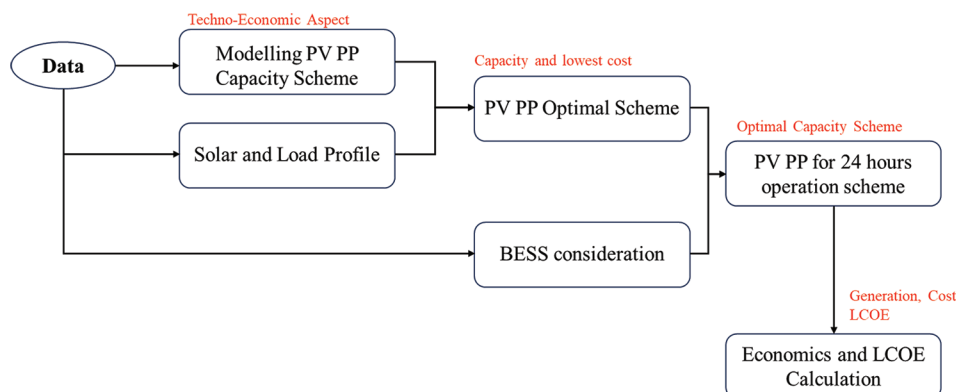 Techno-Economic Aspect
Data
Modelling PV PP
Capacity Scheme
Capacity and lowest cost
PV PP Optimal Scheme
Solar and Load Profile
Optimal Capacity Scheme
PV PP for 24 hours
operation scheme
BESS consideration
Generation, Cost
LCOE
Economics and LCOE
Calculation